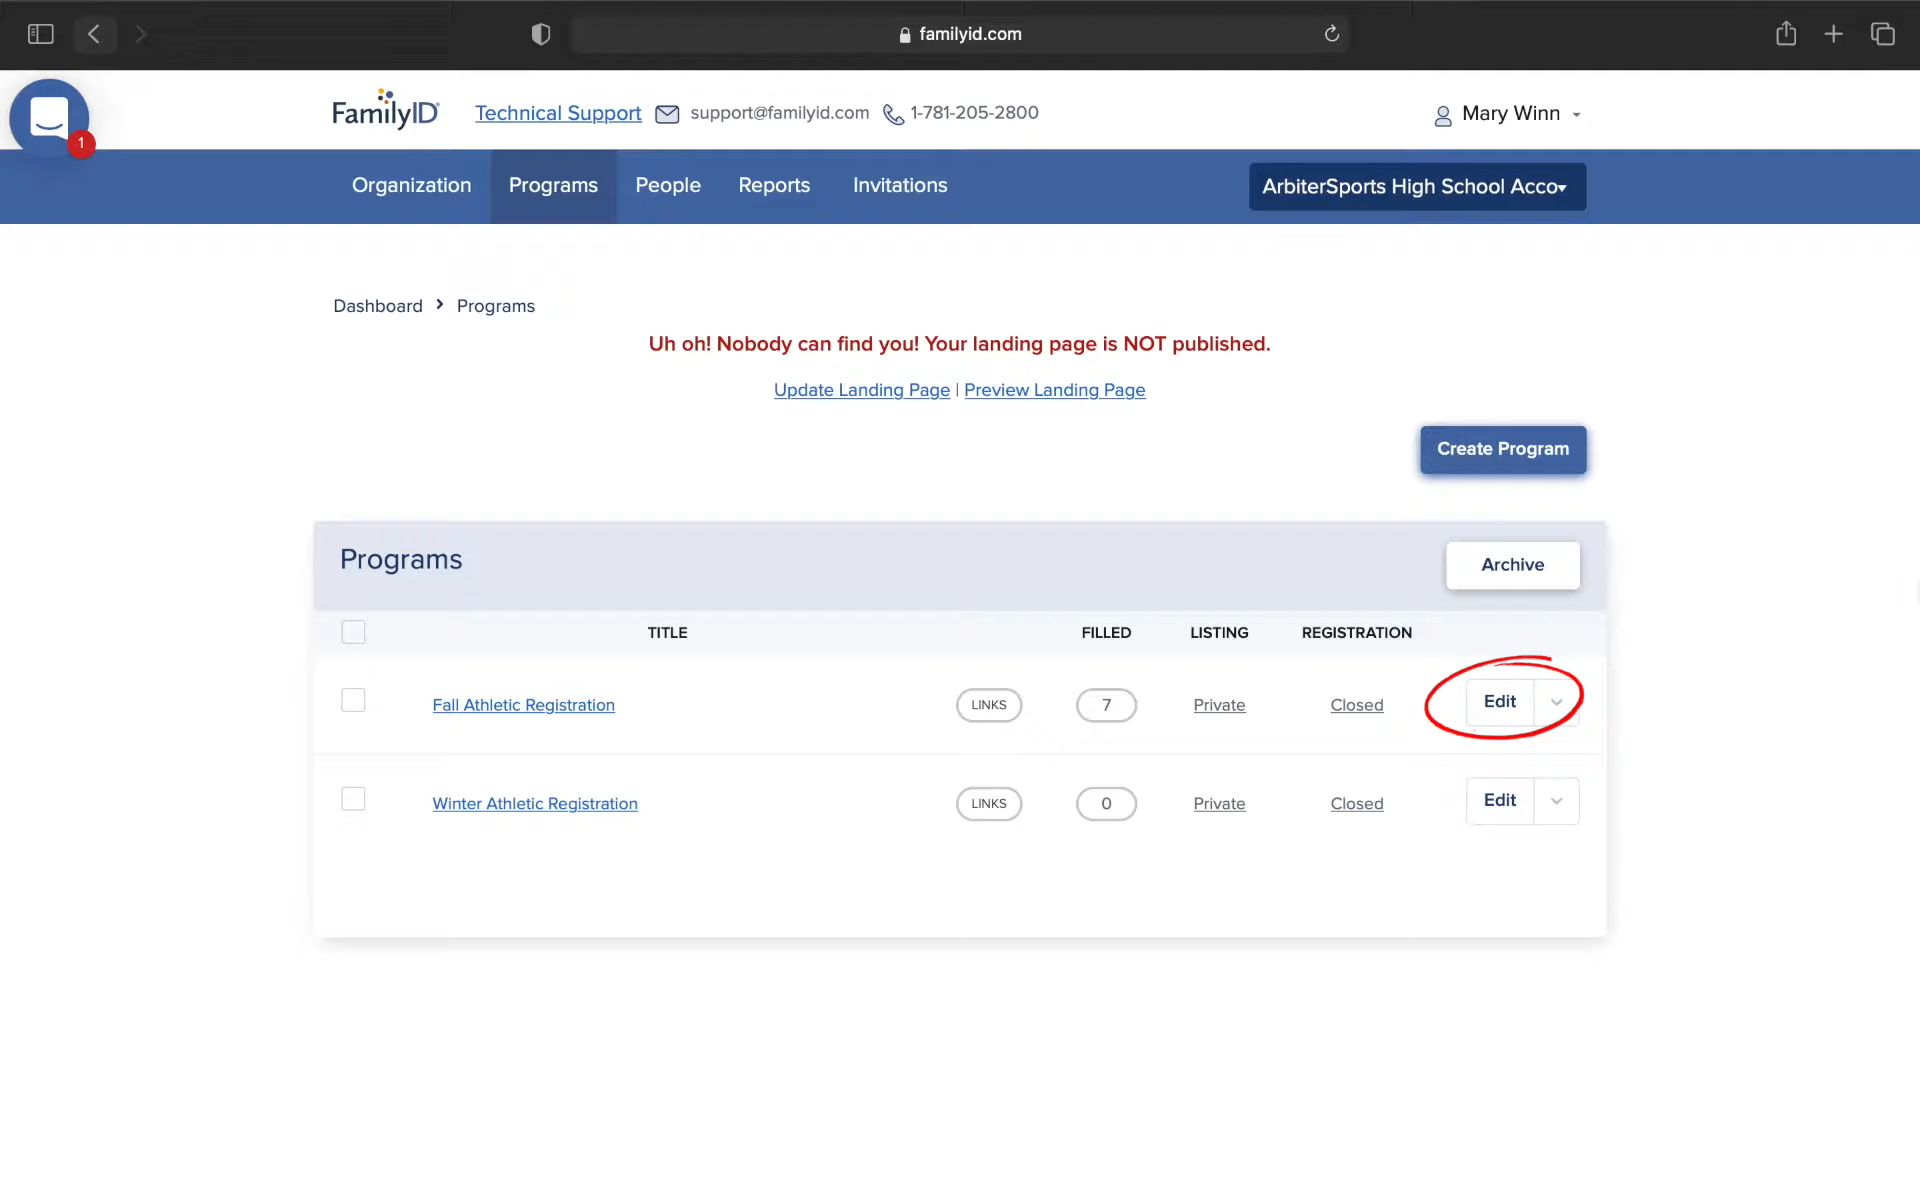 familyid.com
1
FamilyID Technical Support support@familyid.com 1-781-205-2800 Mary Winn
Organization Programs People Reports Invitations ArbiterSports High School Acco
Dashboard Programs
Uh oh! Nobody can find you! Your landing page is NOT published.
Update Landing Page | Preview Landing Page
Create Program
Programs Archive
TITLE FILLED LISTING REGISTRATION
Fall Athletic Registration LINKS 7 Private Closed Edit
Winter Athletic Registration LINKS 0 Private Closed Edit